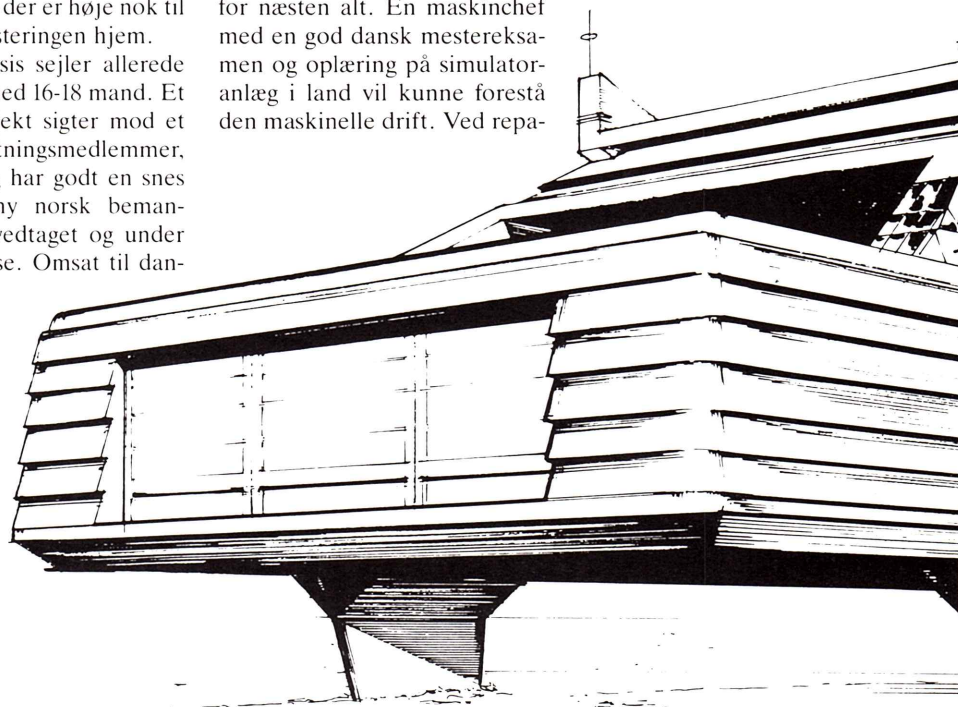 der er høje nok til
steringen hjem.
sis sejler allerede
ed 16-18 mand. Et
ekt sigter mod et
tningsmedlemmer,
har godt en snes
ny norsk beman-
vedtaget og under
se. Omsat til dan-
for næsten alt. En maskinchef
med en god dansk mestereksa-
men og oplæring på simulator-
anlæg i land vil kunne forestå
den maskinelle drift. Ved repa-